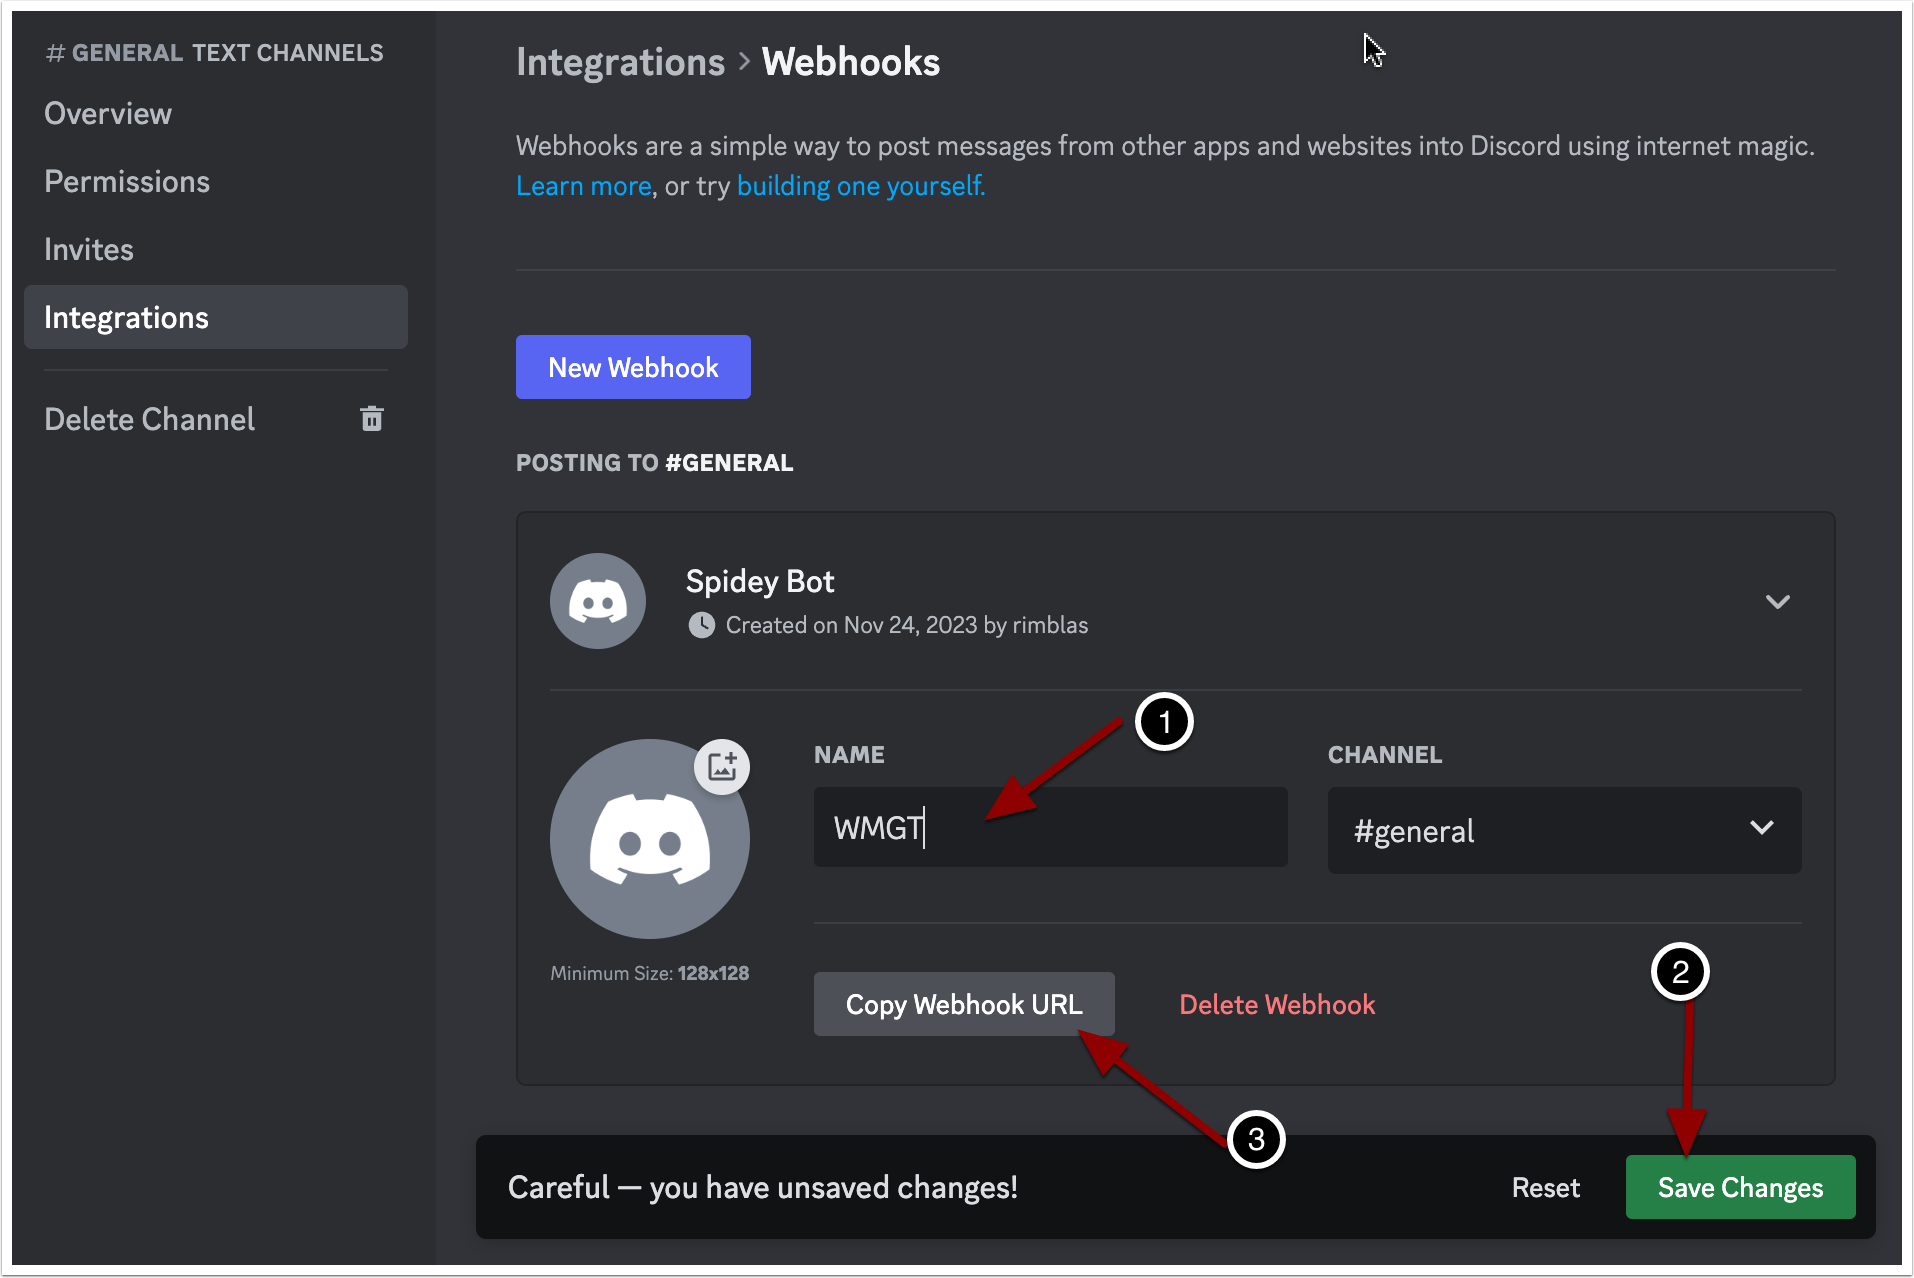 # GENERAL TEXT CHANNELS
Overview
Permissions
Invites
Integrations
Delete Channel
Integrations > Webhooks
Webhooks are a simple way to post messages from other apps and websites into Discord using internet magic.
Learn more, or try building one yourself.
New Webhook
POSTING TO #GENERAL
Spidey Bot
Created on Nov 24, 2023 by rimblas
1
NAME
CHANNEL
WMGT
#general
Minimum Size: 128x128
2
Copy Webhook URL
Delete Webhook
3
Careful — you have unsaved changes!
Reset
Save Changes